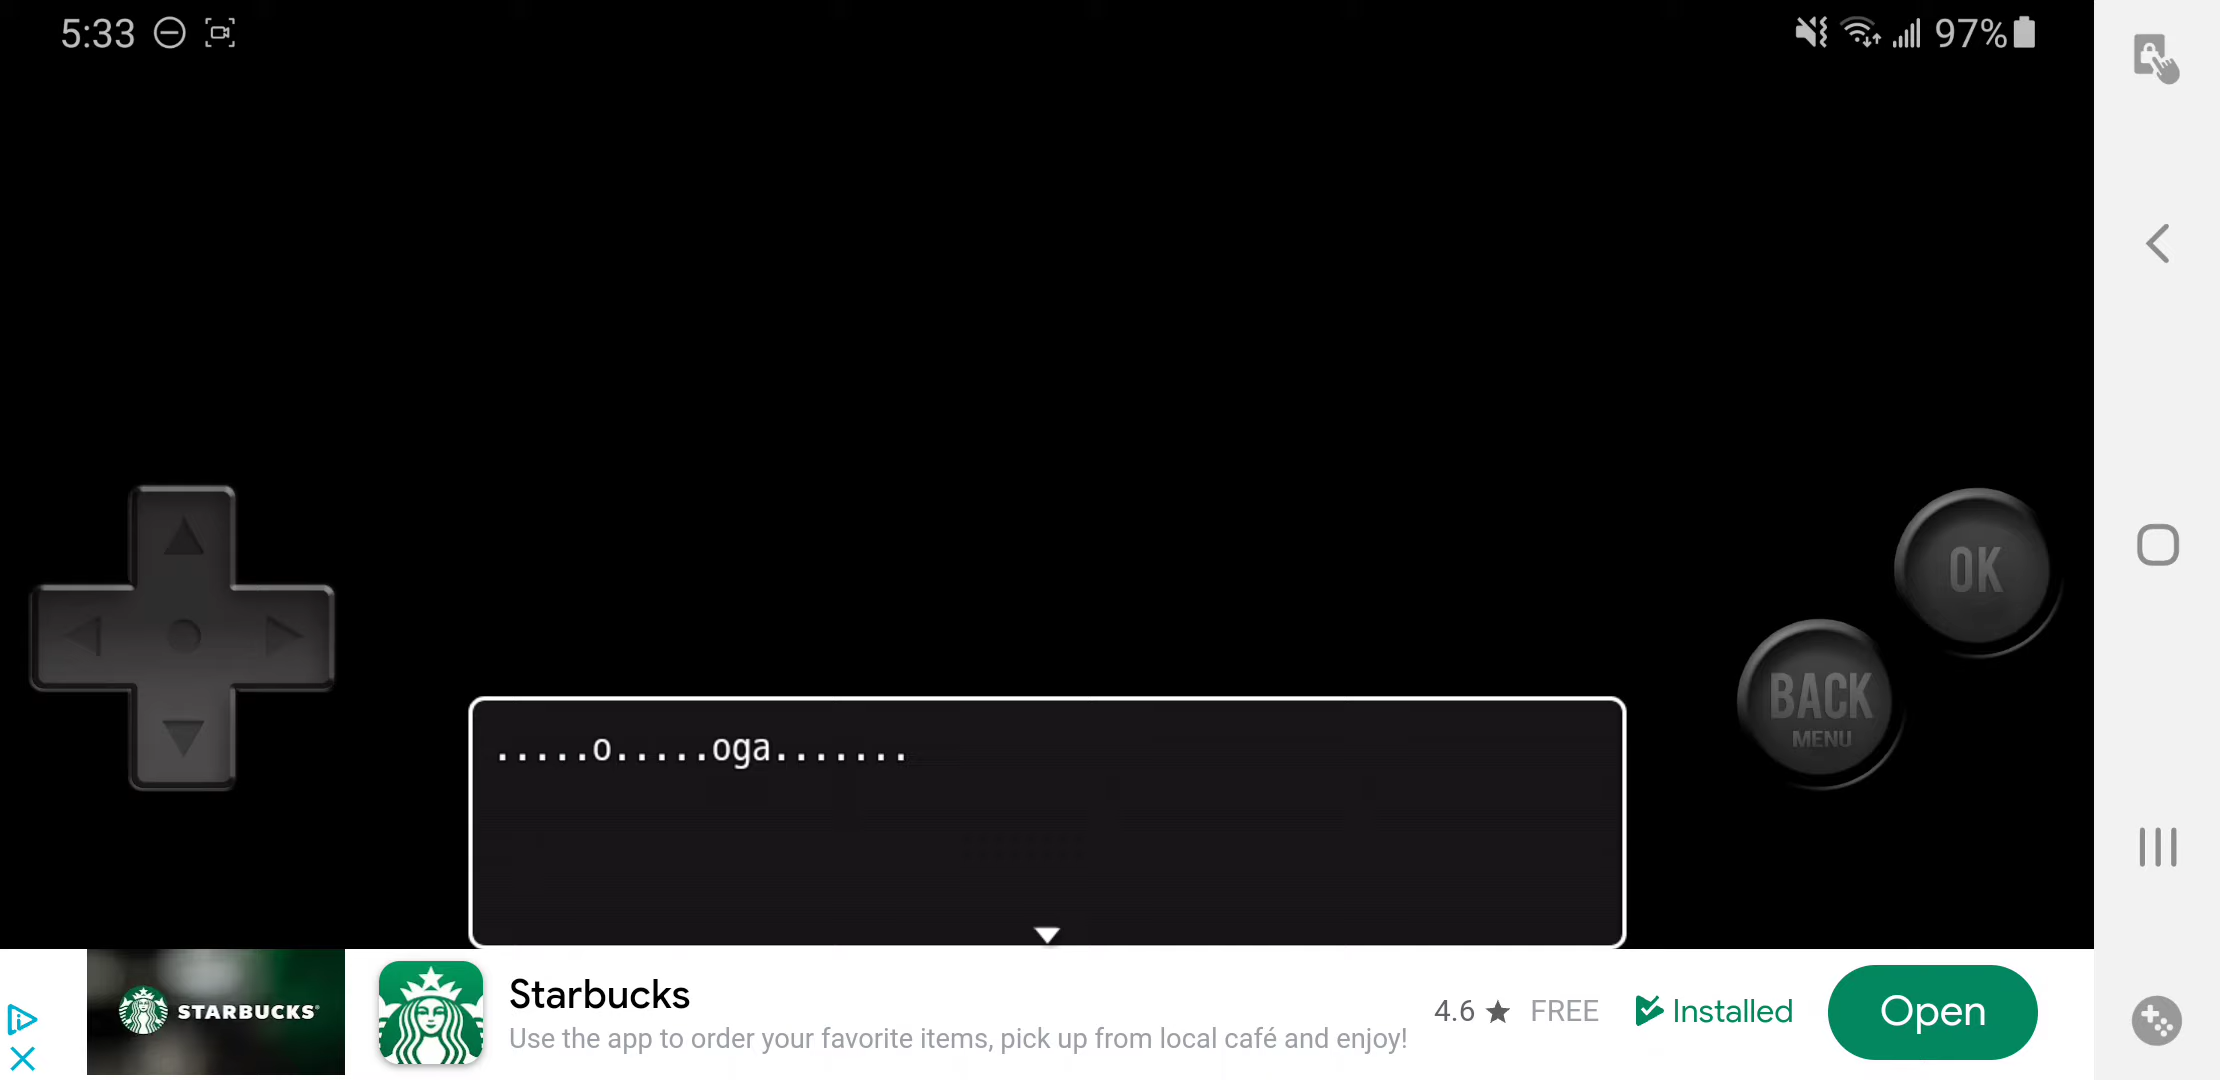 5:33
97%
OK
BACK
MENU
.....o.....oga.......
STARBUCKS
Starbucks
Use the app to order your favorite items, pick up from local café and enjoy!
4.6 ★ FREE
Installed
Open